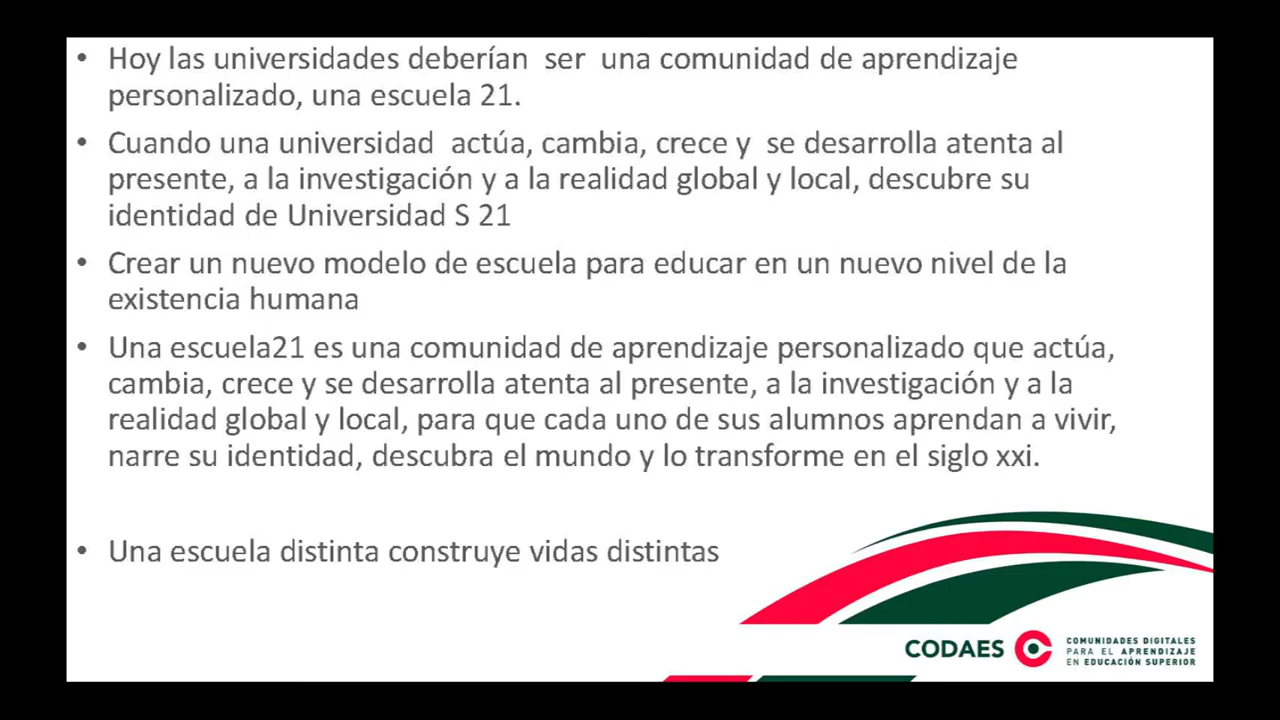 • Hoy las universidades deberían  ser  una comunidad de aprendizaje
personalizado, una escuela 21.
• Cuando una universidad  actúa, cambia, crece y  se desarrolla atenta al
presente, a la investigación y a la realidad global y local, descubre su
identidad de Universidad S 21
• Crear un nuevo modelo de escuela para educar en un nuevo nivel de la
existencia humana
• Una escuela21 es una comunidad de aprendizaje personalizado que actúa,
cambia, crece y se desarrolla atenta al presente, a la investigación y a la
realidad global y local, para que cada uno de sus alumnos aprendan a vivir,
narre su identidad, descubra el mundo y lo transforme en el siglo xxi.
• Una escuela distinta construye vidas distintas
CODAES
COMUNIDADES DIGITALES
PARA EL APRENDIZAJE
EN EDUCACIÓN SUPERIOR